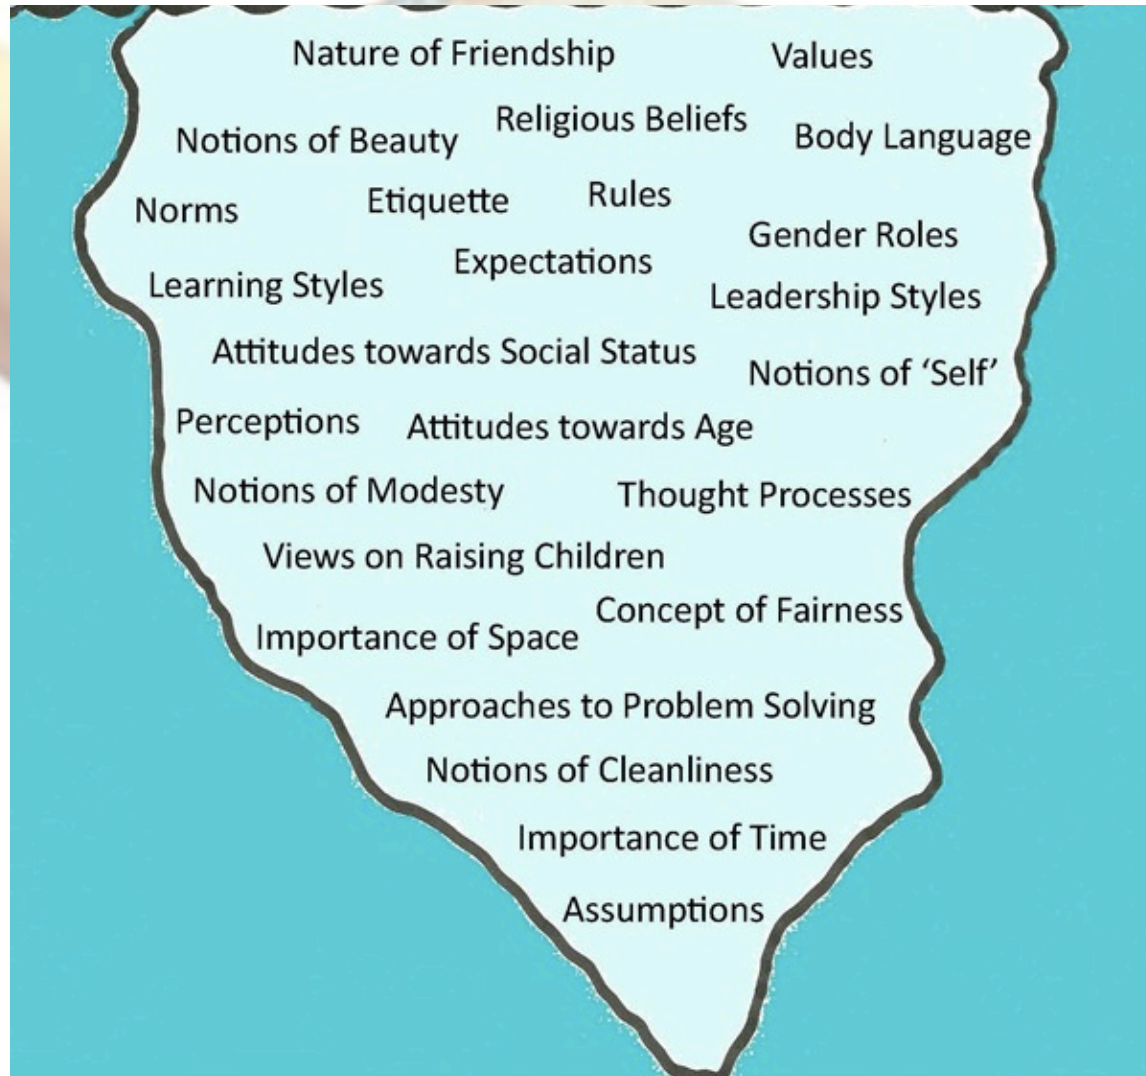 Nature of Friendship
Values
Religious Beliefs
Notions of Beauty
Body Language
Etiquette
Rules
Norms
Gender Roles
Expectations
Learning Styles
Leadership Styles
Attitudes towards Social Status
Notions of ‘Self’
Perceptions
Attitudes towards Age
Notions of Modesty
Thought Processes
Views on Raising Children
Concept of Fairness
Importance of Space
Approaches to Problem Solving
Notions of Cleanliness
Importance of Time
Assumptions